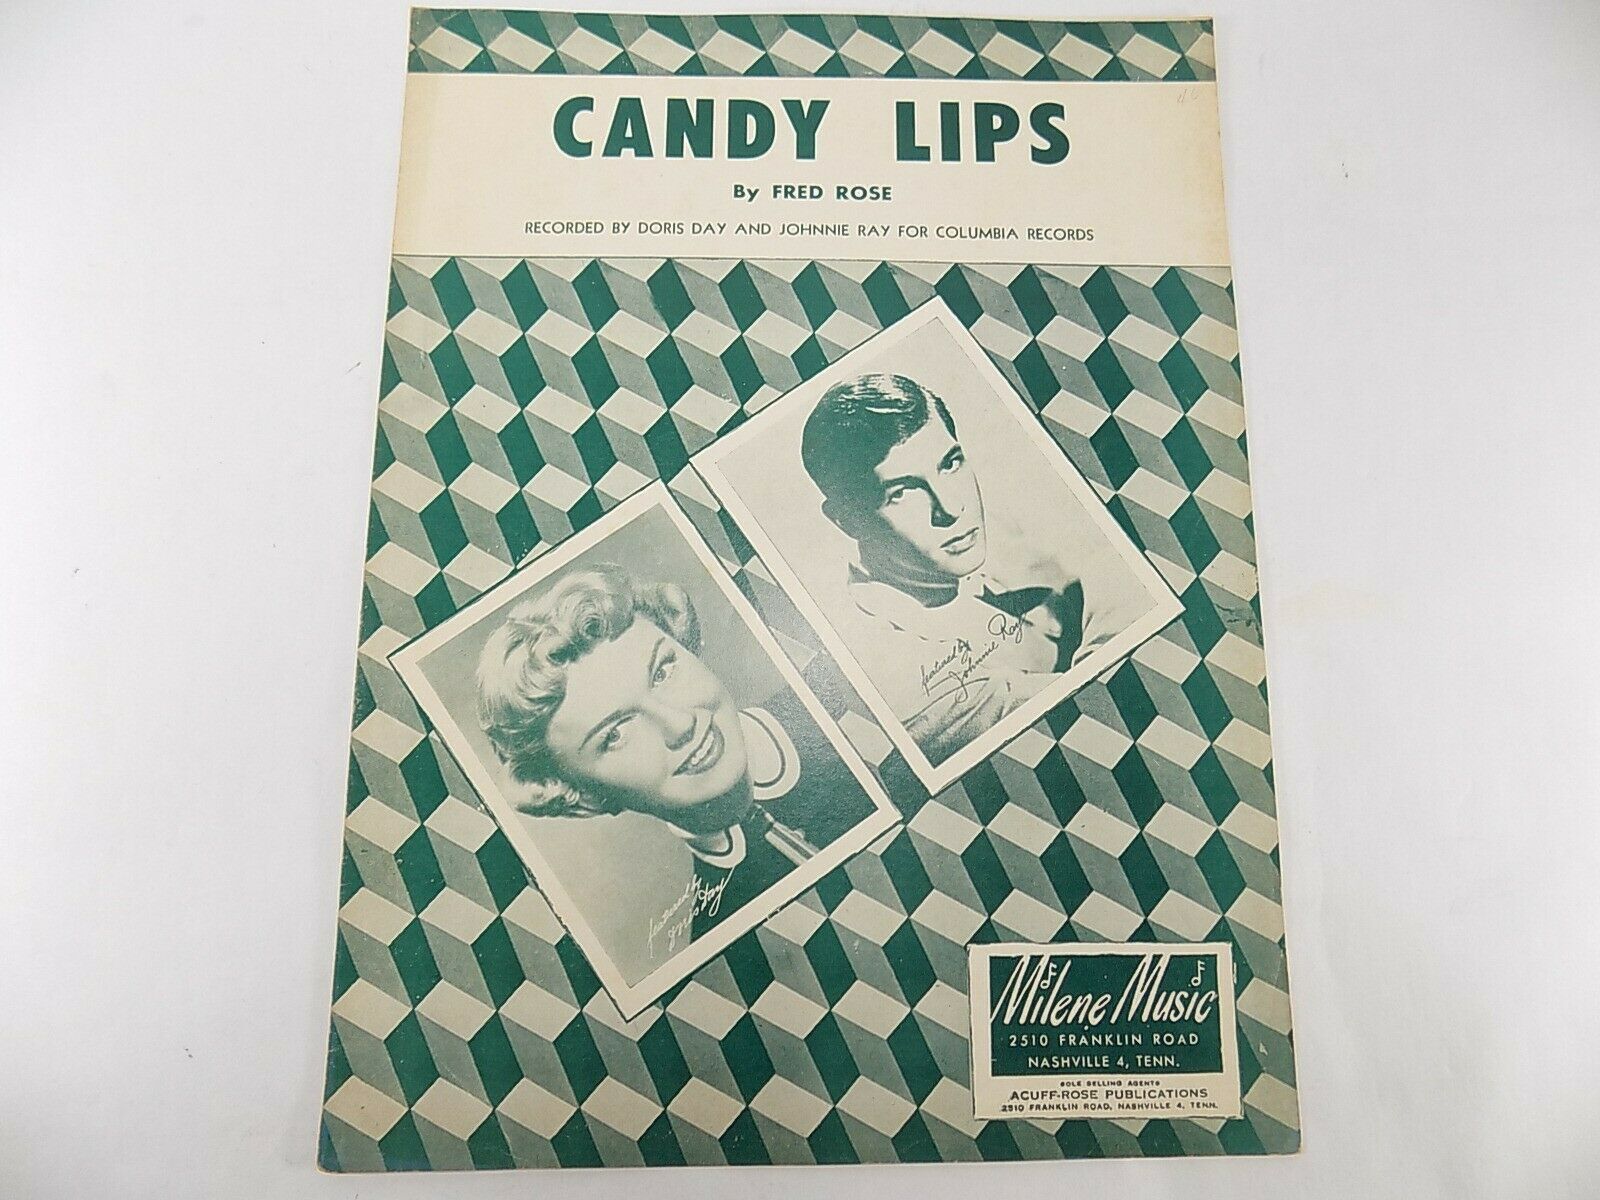 46
CANDY LIPS
By FRED ROSE
RECORDED BY DORIS DAY AND JOHNNIE RAY FOR COLUMBIA RECORDS
featured by
Johnnie Ray
featured by
Doris Day
Milene Music
2510 FRANKLIN ROAD
NASHVILLE 4, TENN.
SOLE SELLING AGENTS
ACUFF-ROSE PUBLICATIONS
2510 FRANKLIN ROAD, NASHVILLE 4, TENN.